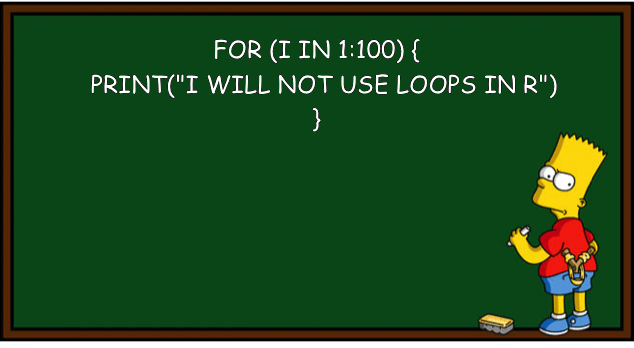 FOR (I IN 1:100) {
PRINT("I WILL NOT USE LOOPS IN R")
}